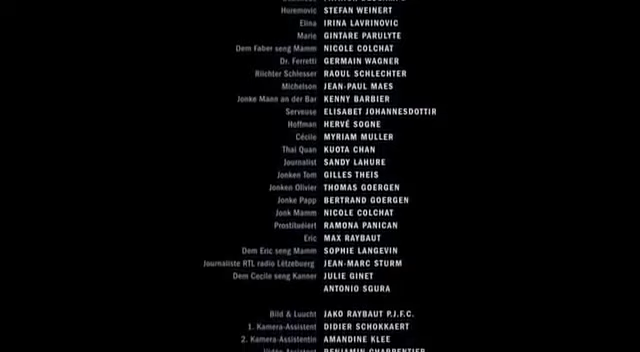 Huremovic STEFAN WEINERT
Elina IRINA LAVRINOVIC
Marie GINTARE PARULYTE
Dem Faber seng Mamm NICOLE COLCHAT
Dr. Ferretti GERMAIN WAGNER
Riichter Schlesser RAOUL SCHLECHTER
Michelson JEAN-PAUL MAES
Jonke Mann an der Bar KENNY BARBIER
Serveuse ELISABET JOHANNESDOTTIR
Hoffman HERVÉ SOGNE
Cécile MYRIAM MULLER
Thai Quan KUOTA CHAN
Journalist SANDY LAHURE
Jonken Tom GILLES THEIS
Jonken Olivier THOMAS GOERGEN
Jonke Papp BERTRAND GOERGEN
Jonk Mamm NICOLE COLCHAT
Prostituéiert RAMONA PANICAN
Eric MAX RAYBAUT
Dem Eric seng Mamm SOPHIE LANGEVIN
Journaliste RTL radio Lëtzebuerg JEAN-MARC STURM
Dem Cecile seng Kanner JULIE GINET
ANTONIO SGURA
Bild & Luucht JAKO RAYBAUT P.J.F.C.
1. Kamera-Assistent DIDIER SCHOKKAERT
2. Kamera-Assistentin AMANDINE KLEE
BENJAMIN CHARPENTIER